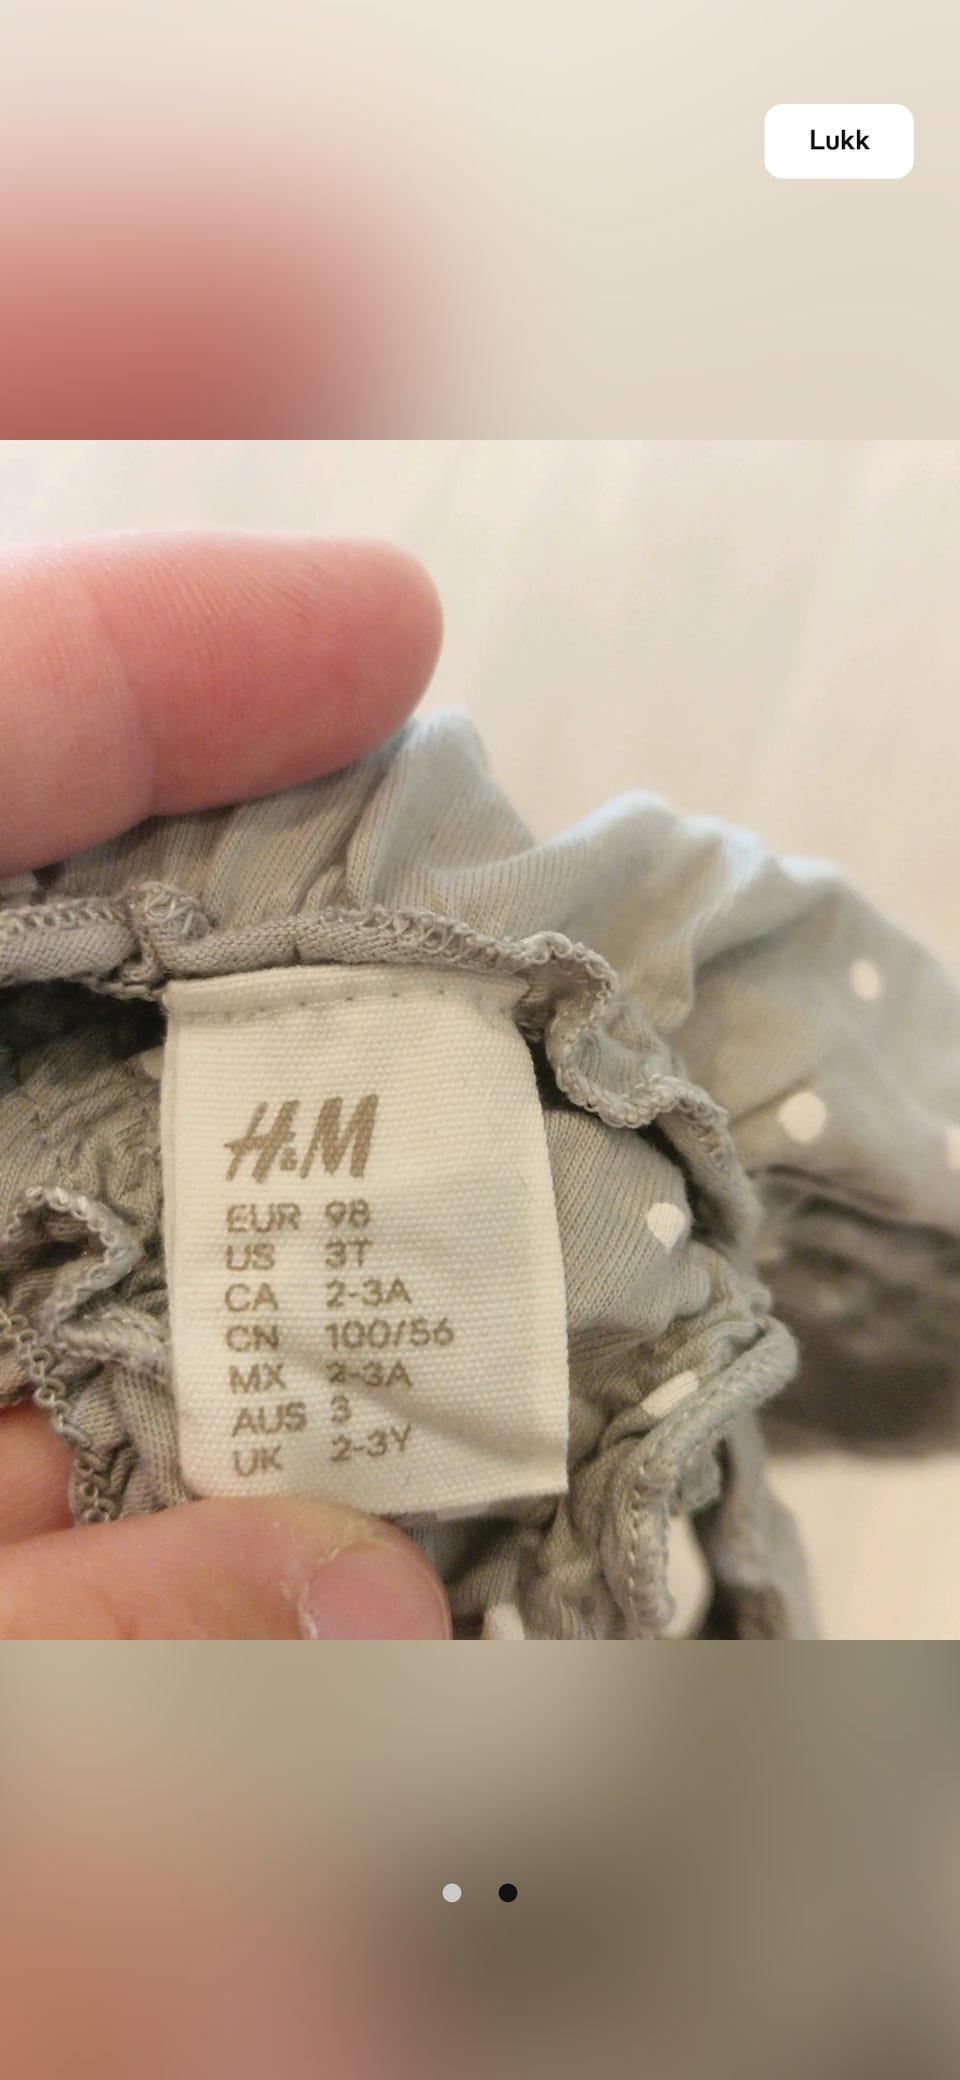 Lukk
H&M
EUR 98
US 3T
CA 2-3A
CN 100/56
MX 2-3A
AUS 3
UK 2-3Y